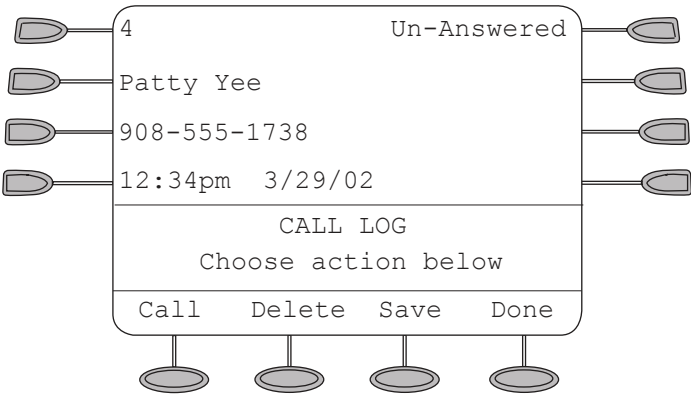 4 Un-Answered
Patty Yee
908-555-1738
12:34pm 3/29/02
CALL LOG
Choose action below
Call Delete Save Done